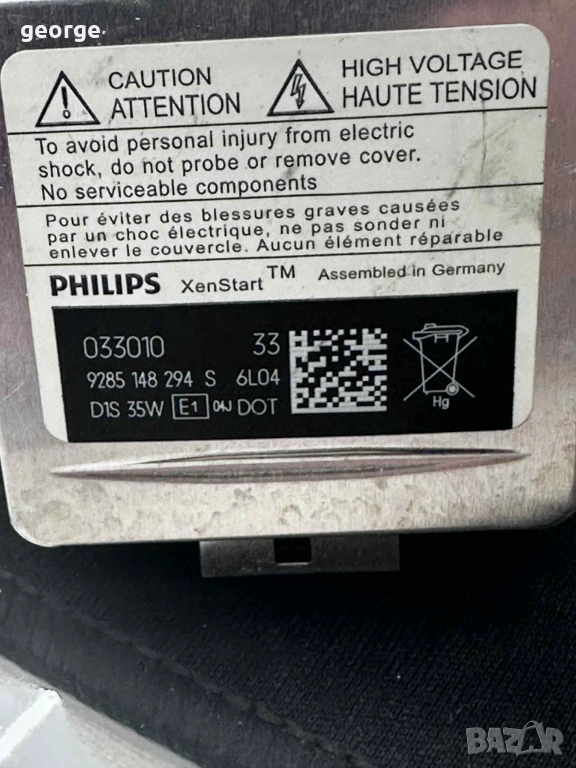 george
CAUTION
ATTENTION
HIGH VOLTAGE
HAUTE TENSION
To avoid personal injury from electric
shock, do not probe or remove cover.
No serviceable components
Pour éviter des blessures graves causées
par un choc électrique, ne pas sonder ni
enlever le couvercle. Aucun élément réparable
PHILIPS XenStart™ Assembled in Germany
033010 33
9285 148 294 S 6L04
D1S 35W E1 04J DOT
Hg
BAZAR